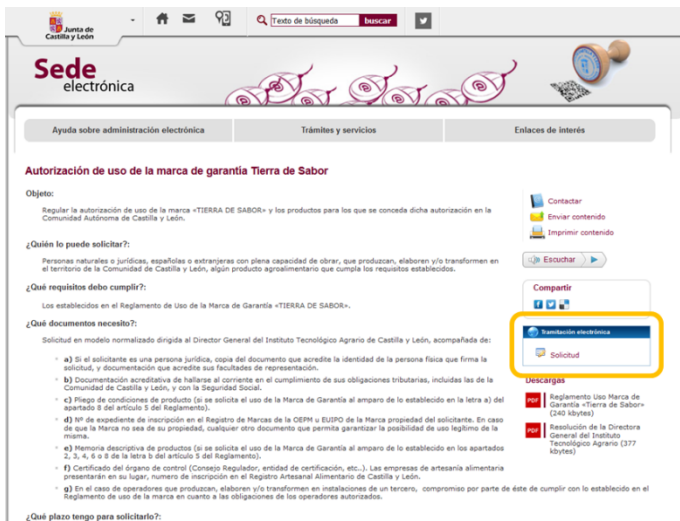 Junta de
Castilla y León
Texto de búsqueda
buscar
Sede
electrónica
Ayuda sobre administración electrónica
Trámites y servicios
Enlaces de interés
Autorización de uso de la marca de garantía Tierra de Sabor
Objeto:
Regular la autorización de uso de la marca «TIERRA DE SABOR» y los productos para los que se conceda dicha autorización en la
Comunidad Autónoma de Castilla y León.
¿Quién lo puede solicitar?:
Personas naturales o jurídicas, españolas o extranjeras con plena capacidad de obrar, que produzcan, elaboren y/o transformen en
el territorio de la Comunidad de Castilla y León, algún producto agroalimentario que cumpla los requisitos establecidos.
¿Qué requisitos debo cumplir?:
Los establecidos en el Reglamento de Uso de la Marca de Garantía «TIERRA DE SABOR».
¿Qué documentos necesito?:
Solicitud en modelo normalizado dirigida al Director General del Instituto Tecnológico Agrario de Castilla y León, acompañada de:
a) Si el solicitante es una persona jurídica, copia del documento que acredite la identidad de la persona física que firma la
solicitud, y documentación que acredite sus facultades de representación.
b) Documentación acreditativa de hallarse al corriente en el cumplimiento de sus obligaciones tributarias, incluidas las de la
Comunidad de Castilla y León, y con la Seguridad Social.
c) Pliego de condiciones de producto (si se solicita el uso de la Marca de Garantía al amparo de lo establecido en la letra a) del
apartado 8 del artículo 5 del Reglamento).
d) Nº de expediente de inscripción en el Registro de Marcas de la OEPM u EUIPO de la Marca propiedad del solicitante. En caso
de que la Marca no sea de su propiedad, cualquier otro documento que permita garantizar la posibilidad de uso legítimo de la
misma.
e) Memoria descriptiva de productos (si se solicita el uso de la Marca de Garantía al amparo de lo establecido en los apartados
2, 3, 4, 6 o 8 de la letra b del artículo 5 del Reglamento).
f) Certificado del órgano de control (Consejo Regulador, entidad de certificación, etc..). Las empresas de artesanía alimentaria
presentarán en su lugar, numero de inscripción en el Registro Artesanal Alimentario de Castilla y León.
g) En el caso de operadores que produzcan, elaboren y/o transformen en instalaciones de un tercero, compromiso por parte de éste de cumplir con lo establecido en el
Reglamento de uso de la marca en cuanto a las obligaciones de los operadores autorizados.
¿Qué plazo tengo para solicitarlo?:
Contactar
Enviar contenido
Imprimir contenido
Escuchar
Compartir
Tramitación electrónica
Solicitud
Descargas
PDF
Reglamento Uso Marca de
Garantía «Tierra de Sabor»
(240 kbytes)
PDF
Resolución de la Directora
General del Instituto
Tecnológico Agrario (377
kbytes)